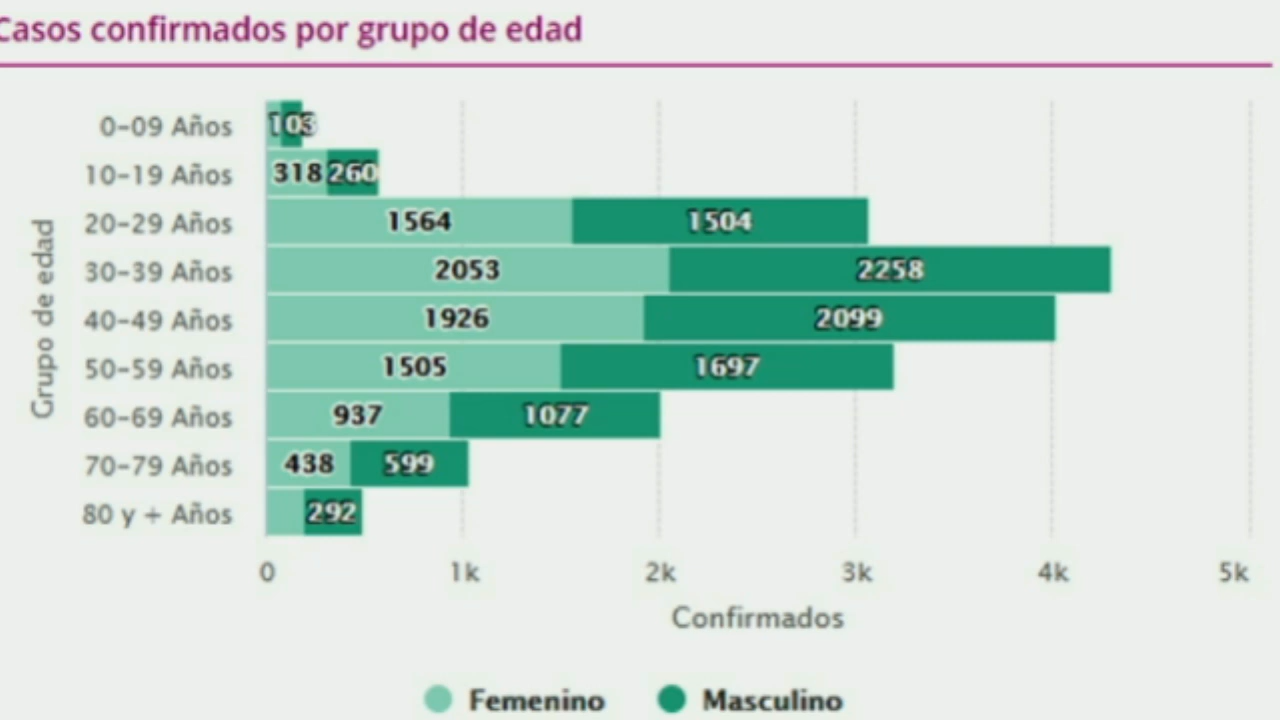 Casos confirmados por grupo de edad
Grupo de edad
0-09 Años 103
10-19 Años 318 260
20-29 Años 1564 1504
30-39 Años 2053 2258
40-49 Años 1926 2099
50-59 Años 1505 1697
60-69 Años 937 1077
70-79 Años 438 599
80 y + Años 292
0 1k 2k 3k 4k 5k
Confirmados
Femenino Masculino